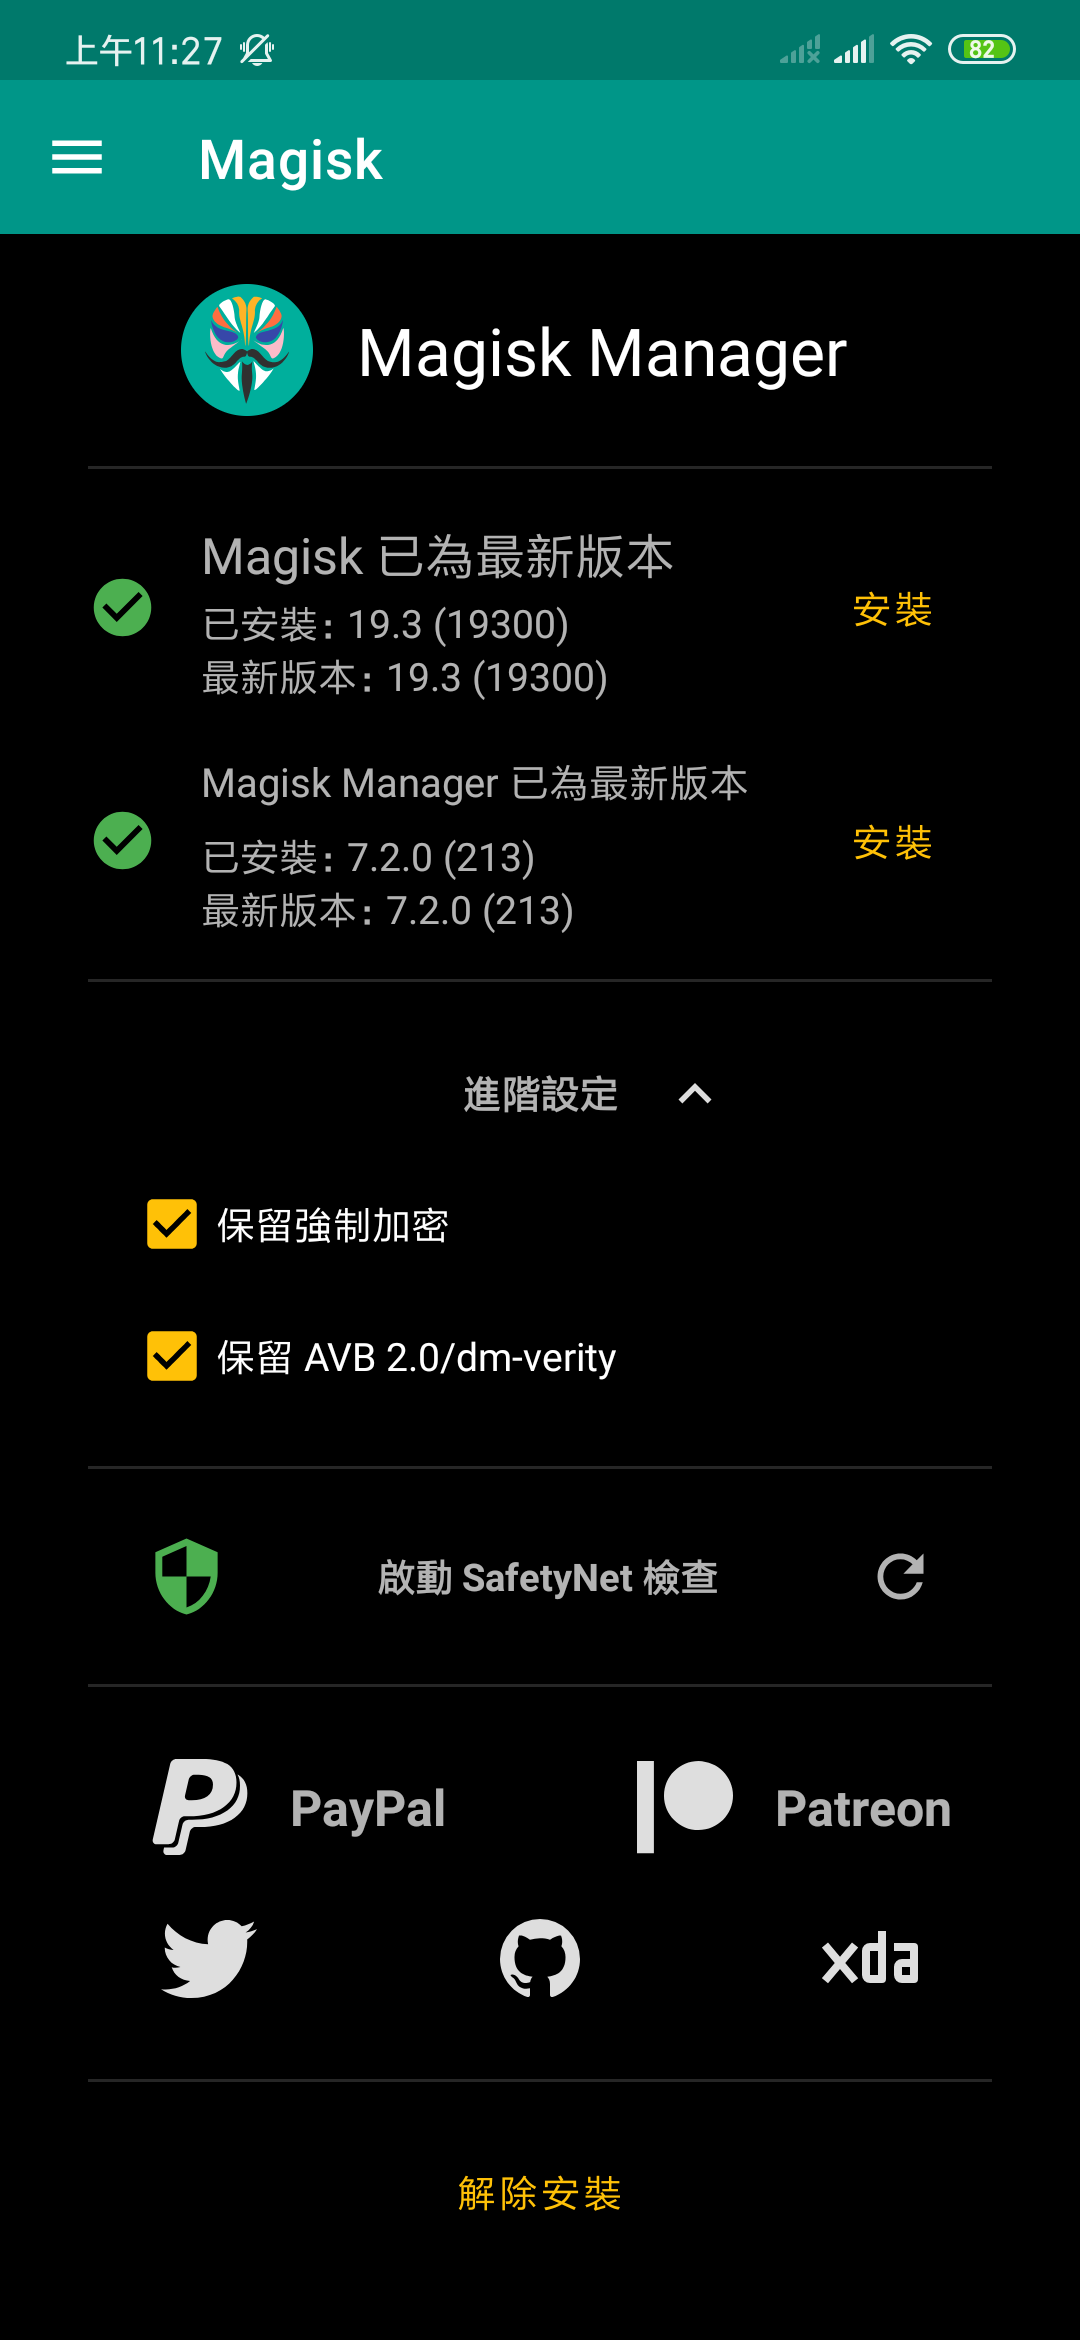 上午11:27
82
Magisk
Magisk Manager
Magisk 已為最新版本
已安裝: 19.3 (19300)
最新版本: 19.3 (19300)
安裝
Magisk Manager 已為最新版本
已安裝: 7.2.0 (213)
最新版本: 7.2.0 (213)
安裝
進階設定
保留強制加密
保留 AVB 2.0/dm-verity
啟動 SafetyNet 檢查
PayPal
Patreon
xda
解除安裝